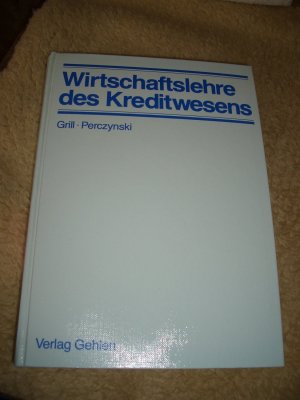 Wirtschaftslehre
des Kreditwesens
Grill · Perczynski
Verlag Gehlen